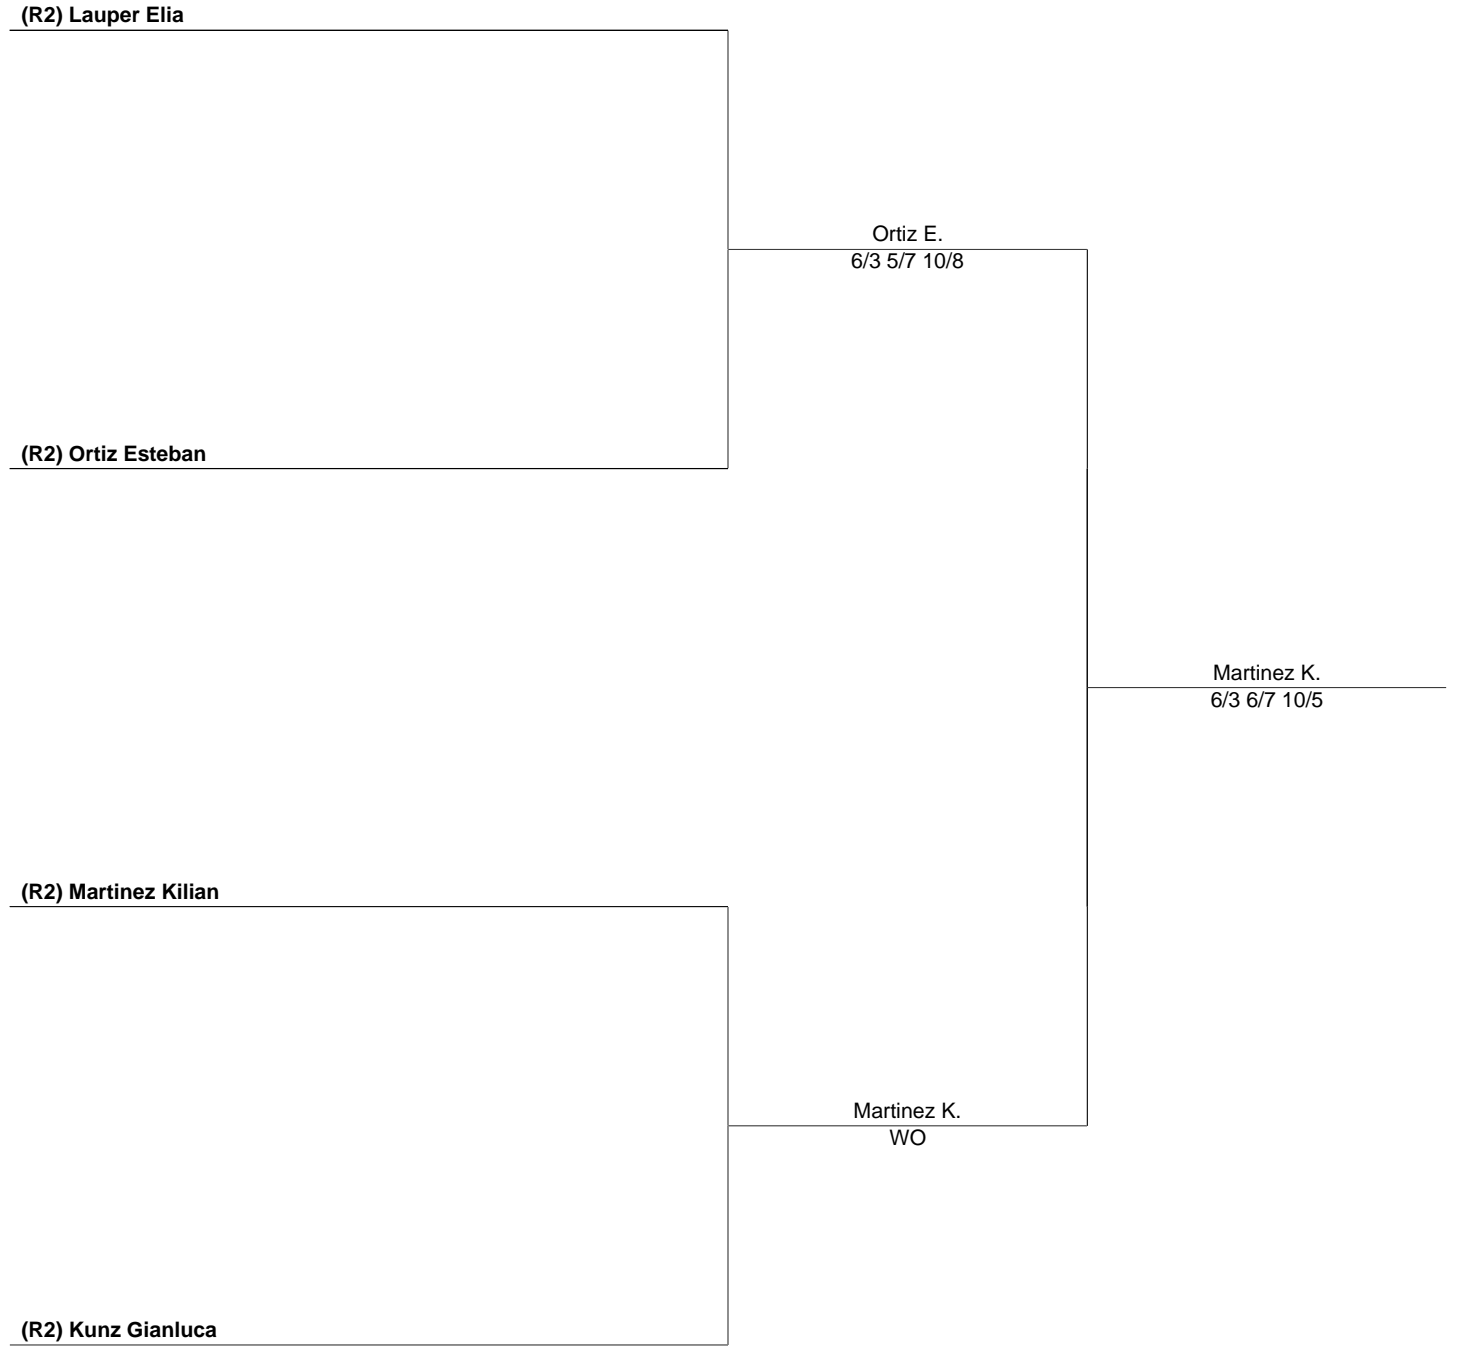 (R2) Lauper Elia
Ortiz E.
6/3 5/7 10/8
(R2) Ortiz Esteban
Martinez K.
6/3 6/7 10/5
(R2) Martinez Kilian
Martinez K.
WO
(R2) Kunz Gianluca